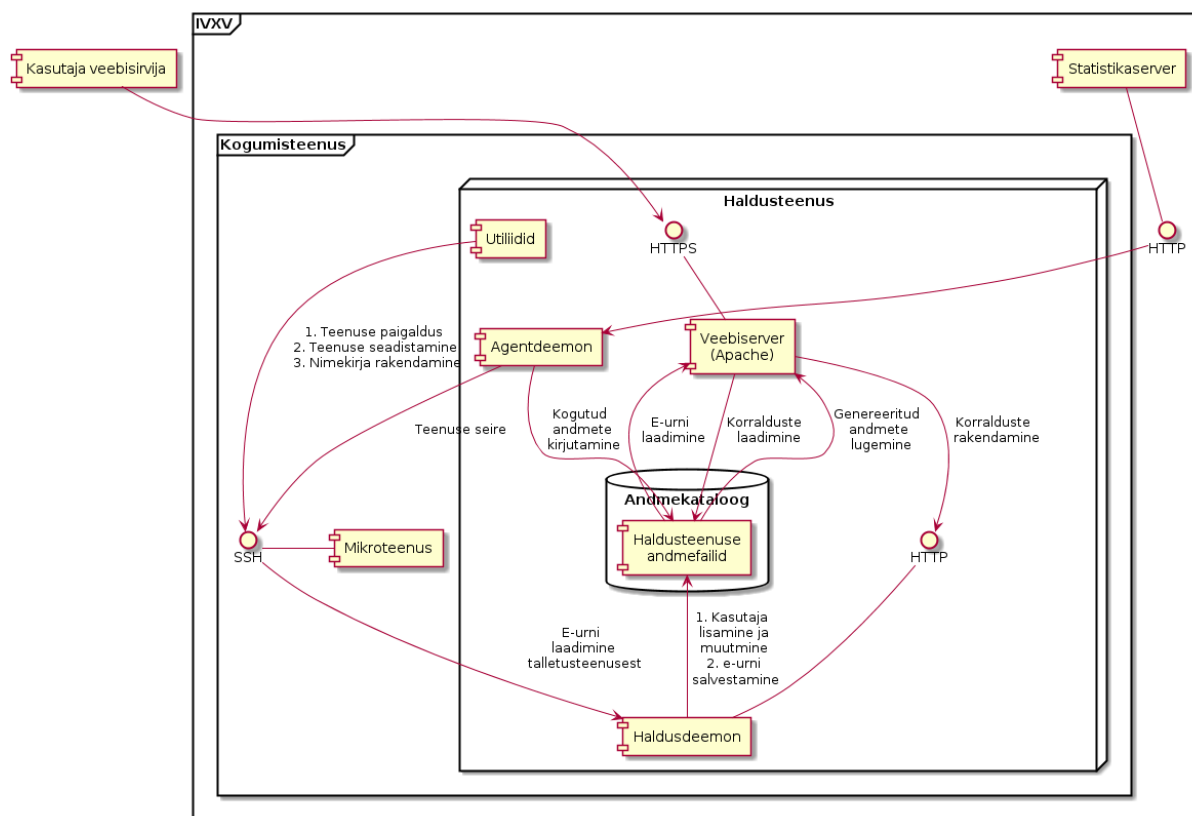 IVXV
Kasutaja veebisirvija
Statistikaserver
Kogumisteenus
Haldusteenus
Utiliidid
HTTPS
HTTP
1. Teenuse paigaldus
2. Teenuse seadistamine
3. Nimekirja rakendamine
Agentdeemon
Veebiserver
(Apache)
Teenuse seire
Kogutud
andmete
kirjutamine
E-urni
laadimine
Korralduste
laadimine
Genereeritud
andmete
lugemine
Korralduste
rakendamine
Andmekataloog
Haldusteenuse
andmefailid
SSH
Mikroteenus
HTTP
E-urni
laadimine
talletusteenusest
1. Kasutaja
lisamine ja
muutmine
2. e-urni
salvestamine
Haldusdeemon